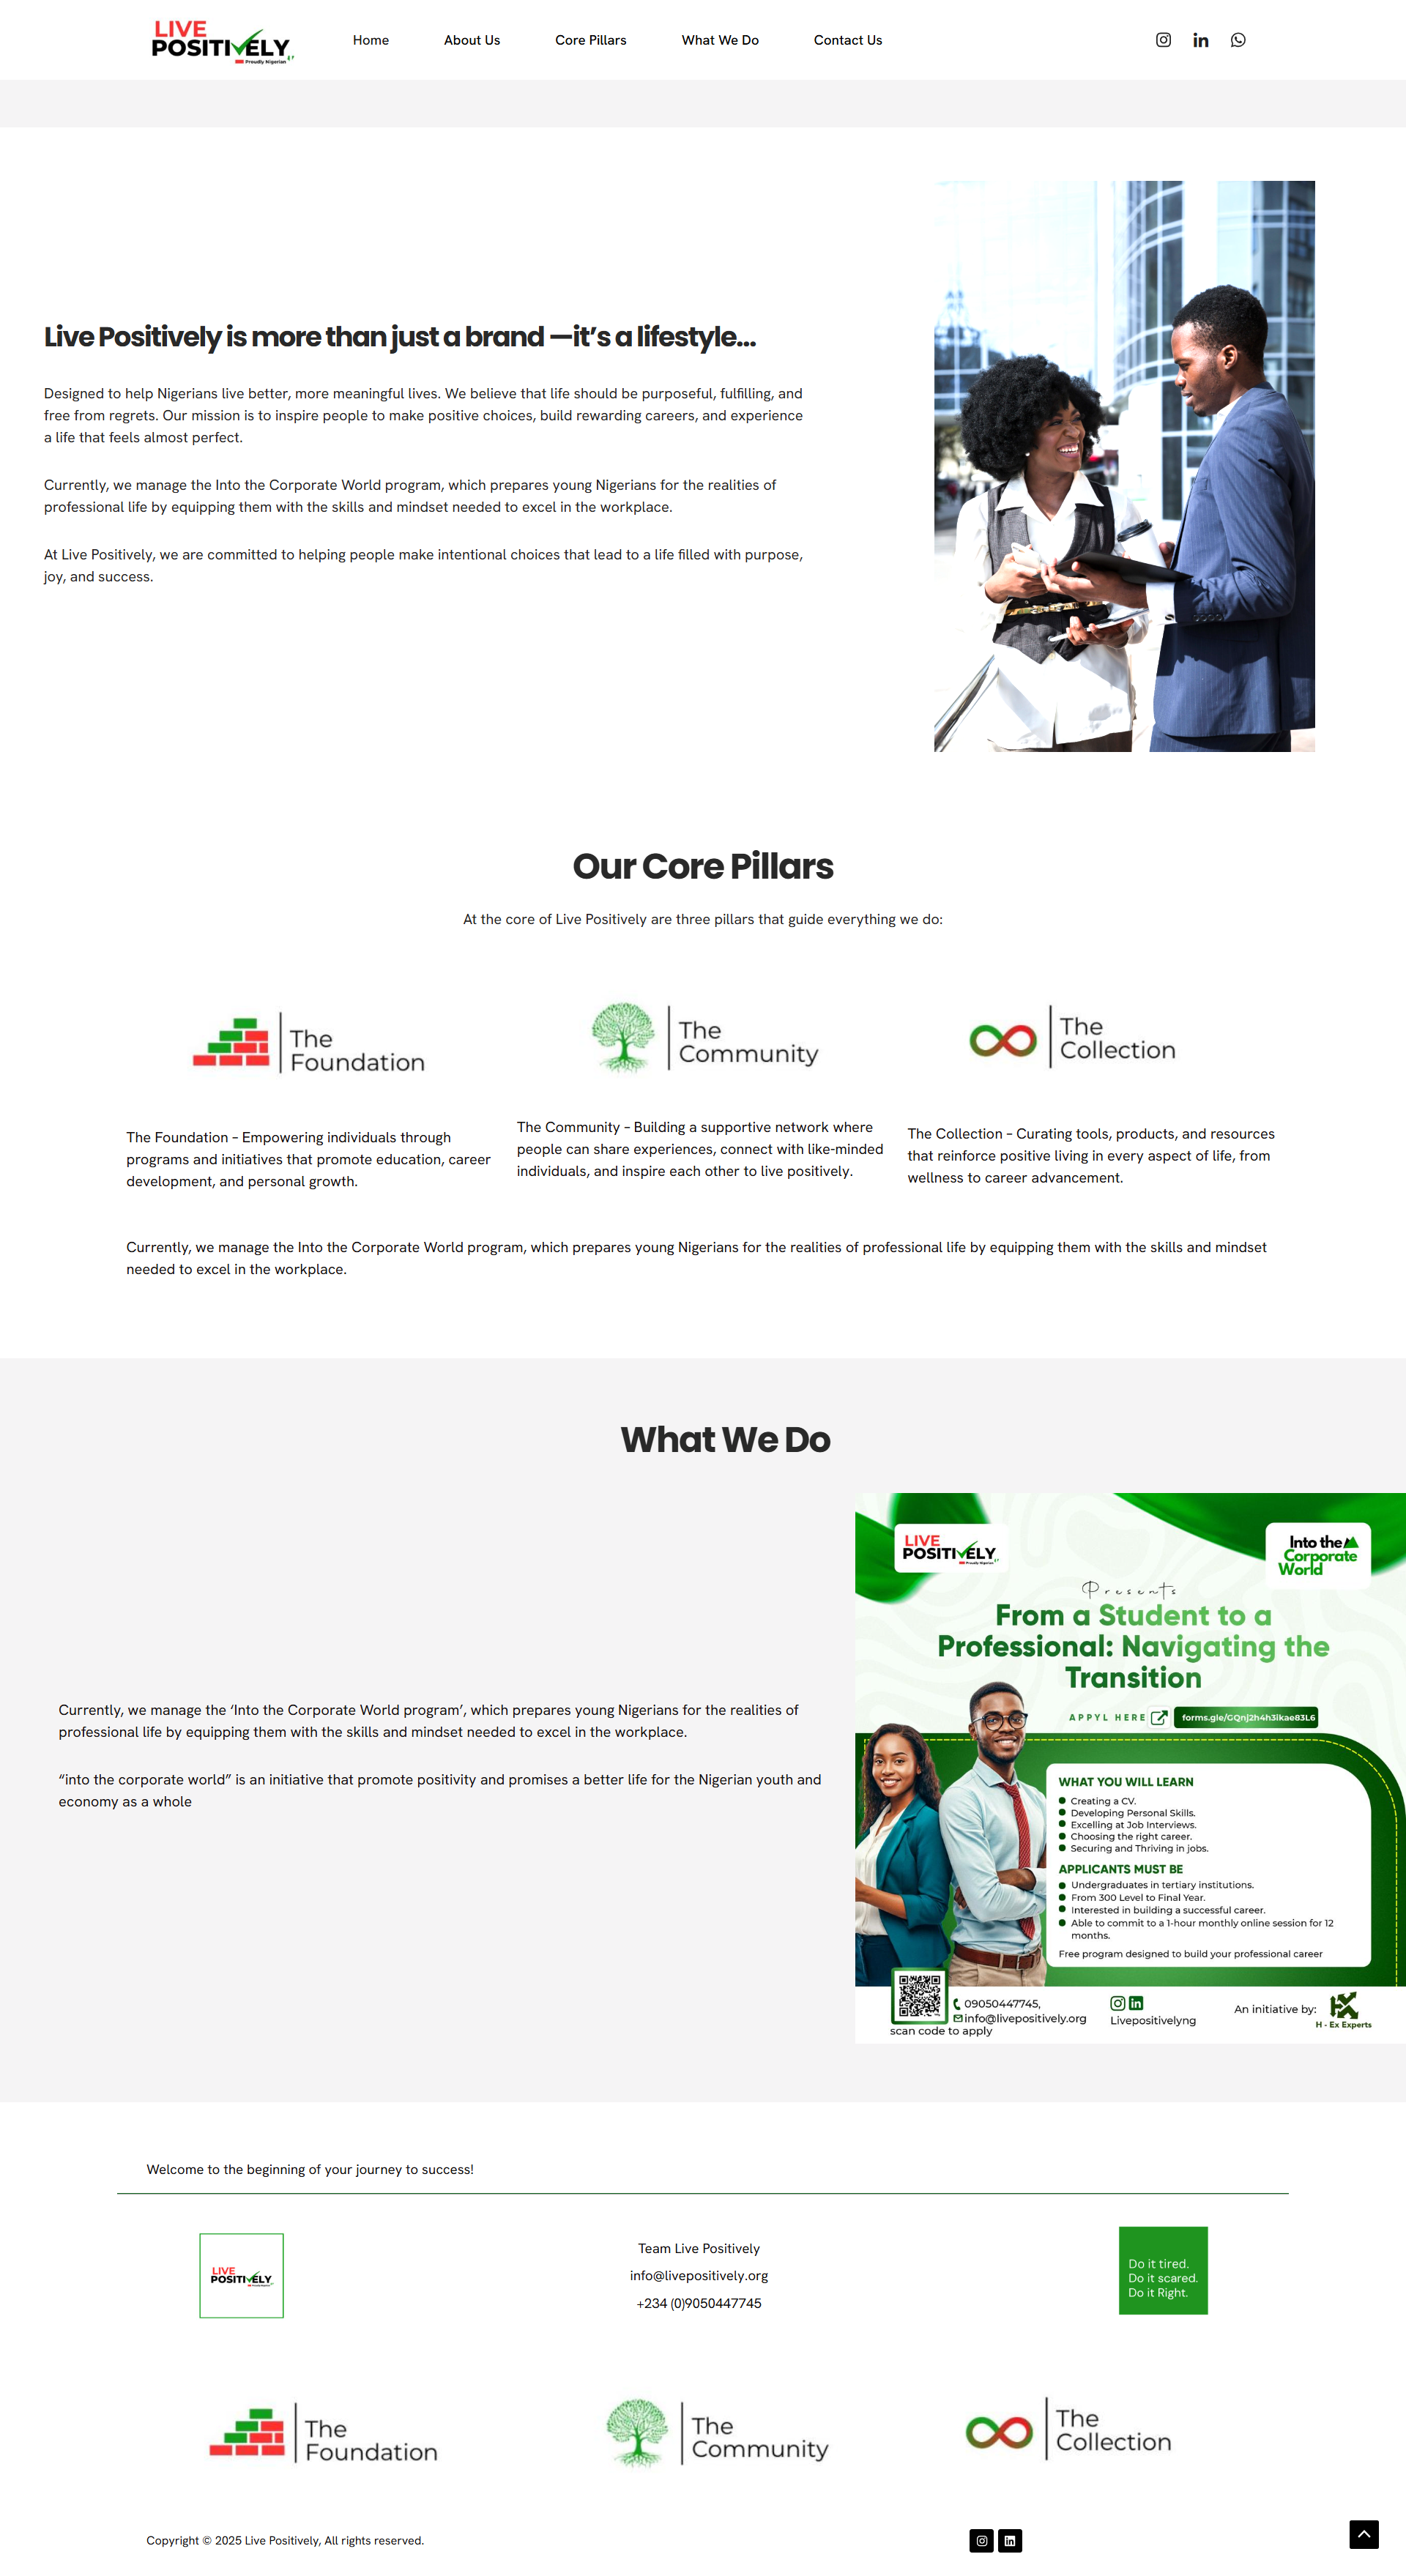 LIVE
POSITIVELY
Proudly Nigerian
Home
About Us
Core Pillars
What We Do
Contact Us
Live Positively is more than just a brand —it’s a lifestyle...
Designed to help Nigerians live better, more meaningful lives. We believe that life should be purposeful, fulfilling, and
free from regrets. Our mission is to inspire people to make positive choices, build rewarding careers, and experience
a life that feels almost perfect.
Currently, we manage the Into the Corporate World program, which prepares young Nigerians for the realities of
professional life by equipping them with the skills and mindset needed to excel in the workplace.
At Live Positively, we are committed to helping people make intentional choices that lead to a life filled with purpose,
joy, and success.
Our Core Pillars
At the core of Live Positively are three pillars that guide everything we do:
The
Foundation
The
Community
The
Collection
The Foundation – Empowering individuals through
programs and initiatives that promote education, career
development, and personal growth.
The Community – Building a supportive network where
people can share experiences, connect with like-minded
individuals, and inspire each other to live positively.
The Collection – Curating tools, products, and resources
that reinforce positive living in every aspect of life, from
wellness to career advancement.
Currently, we manage the Into the Corporate World program, which prepares young Nigerians for the realities of professional life by equipping them with the skills and mindset
needed to excel in the workplace.
What We Do
Currently, we manage the ‘Into the Corporate World program’, which prepares young Nigerians for the realities of
professional life by equipping them with the skills and mindset needed to excel in the workplace.
“into the corporate world” is an initiative that promote positivity and promises a better life for the Nigerian youth and
economy as a whole
LIVE
POSITIVELY
Proudly Nigerian
Into the
Corporate
World
Presents
From a Student to a
Professional: Navigating the
Transition
APPYL HERE
forms.gle/GQnj2h4h3ikae83L6
WHAT YOU WILL LEARN
Creating a CV.
Developing Personal Skills.
Excelling at Job Interviews.
Choosing the right career.
Securing and Thriving in jobs.
APPLICANTS MUST BE
Undergraduates in tertiary institutions.
From 300 Level to Final Year.
Interested in building a successful career.
Able to commit to a 1-hour monthly online session for 12
months.
Free program designed to build your professional career
09050447745,
info@livepositively.org
scan code to apply
Livepositivelyng
An initiative by:
H - Ex Experts
Welcome to the beginning of your journey to success!
LIVE
POSITIVELY
Team Live Positively
info@livepositively.org
+234 (0)9050447745
Do it tired.
Do it scared.
Do it Right.
The
Foundation
The
Community
The
Collection
Copyright © 2025 Live Positively, All rights reserved.